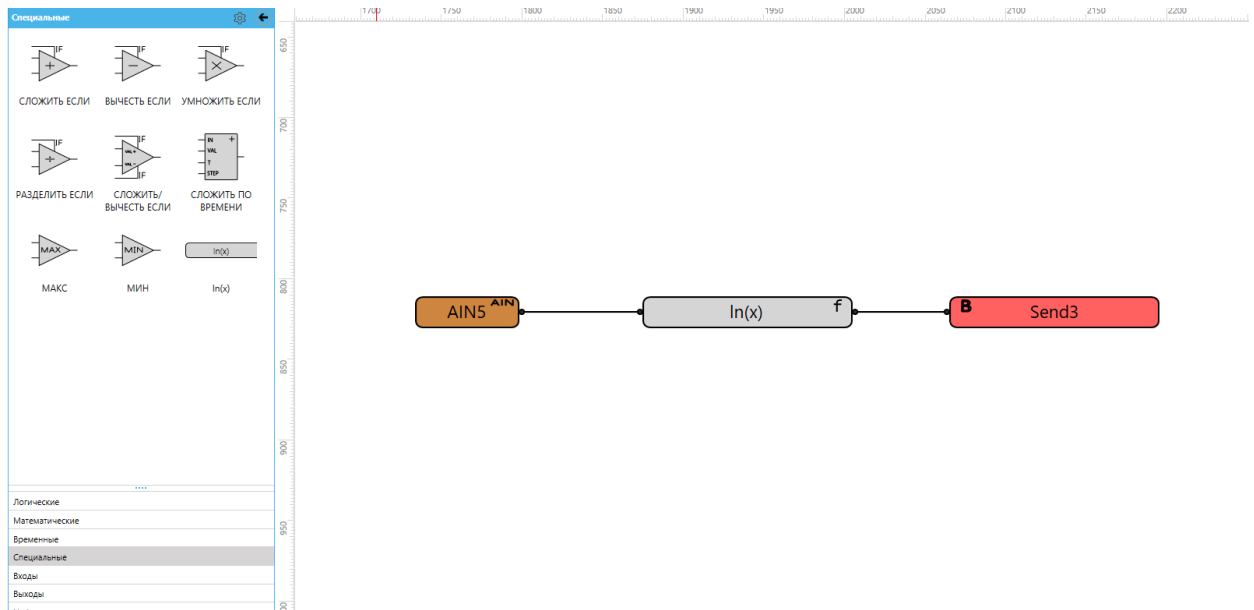 Специальные
IF
+
СЛОЖИТЬ ЕСЛИ
IF
−
ВЫЧЕСТЬ ЕСЛИ
IF
×
УМНОЖИТЬ ЕСЛИ
IF
÷
РАЗДЕЛИТЬ ЕСЛИ
IF
VAL +
VAL −
IF
СЛОЖИТЬ/
ВЫЧЕСТЬ ЕСЛИ
IN +
VAL
T
STEP
СЛОЖИТЬ ПО
ВРЕМЕНИ
MAX
МАКС
MIN
МИН
ln(x)
ln(x)
Логические
Математические
Временные
Специальные
Входы
Выходы
1700 1750 1800 1850 1900 1950 2000 2050 2100 2150 2200
650
700
750
800
850
900
950
AIN5 AIN
ln(x) f
B Send3